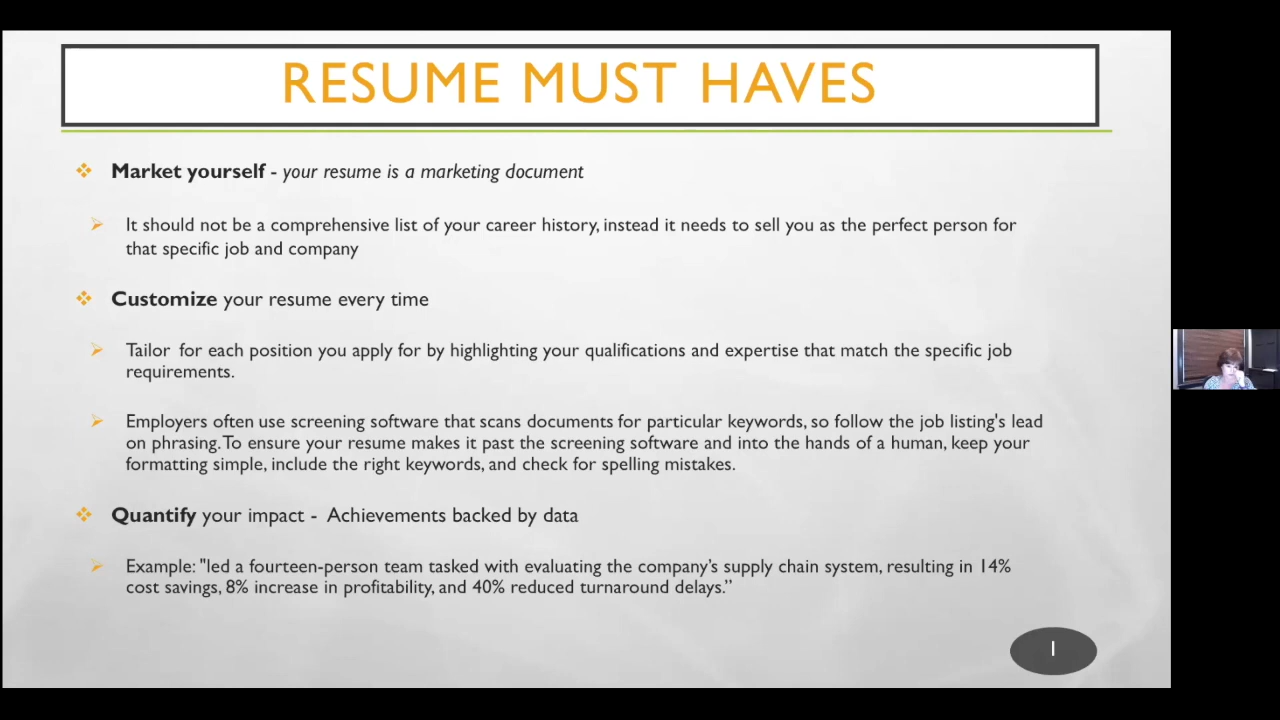 RESUME MUST HAVES
Market yourself - your resume is a marketing document
It should not be a comprehensive list of your career history, instead it needs to sell you as the perfect person for
that specific job and company
Customize your resume every time
Tailor for each position you apply for by highlighting your qualifications and expertise that match the specific job
requirements.
Employers often use screening software that scans documents for particular keywords, so follow the job listing's lead
on phrasing. To ensure your resume makes it past the screening software and into the hands of a human, keep your
formatting simple, include the right keywords, and check for spelling mistakes.
Quantify your impact - Achievements backed by data
Example: "led a fourteen-person team tasked with evaluating the company’s supply chain system, resulting in 14%
cost savings, 8% increase in profitability, and 40% reduced turnaround delays.”
1